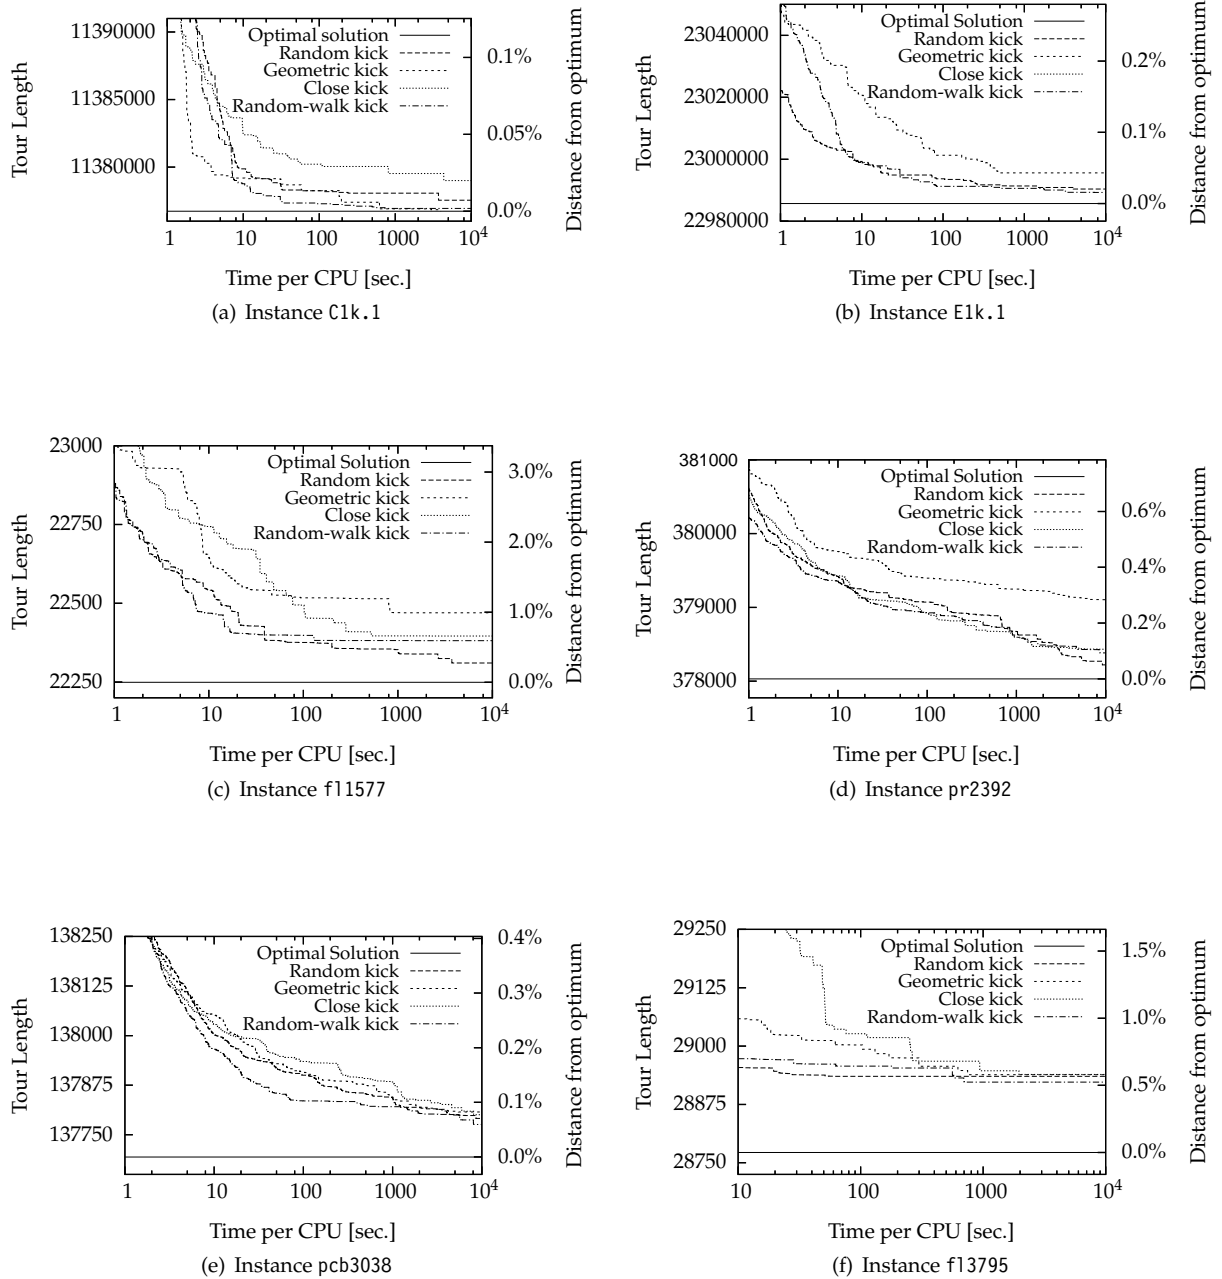 11390000
11385000
11380000
Tour Length
Optimal solution
Random kick
Geometric kick
Close kick
Random-walk kick
0.1%
0.05%
0.0%
Distance from optimum
1 10 100 1000 10^4
Time per CPU [sec.]
(a) Instance C1k.1
23040000
23020000
23000000
22980000
Tour Length
Optimal Solution
Random kick
Geometric kick
Close kick
Random-walk kick
0.2%
0.1%
0.0%
Distance from optimum
1 10 100 1000 10^4
Time per CPU [sec.]
(b) Instance E1k.1
23000
22750
22500
22250
Tour Length
Optimal Solution
Random kick
Geometric kick
Close kick
Random-walk kick
3.0%
2.0%
1.0%
0.0%
Distance from optimum
1 10 100 1000 10^4
Time per CPU [sec.]
(c) Instance fl1577
381000
380000
379000
378000
Tour Length
Optimal Solution
Random kick
Geometric kick
Close kick
Random-walk kick
0.6%
0.4%
0.2%
0.0%
Distance from optimum
1 10 100 1000 10^4
Time per CPU [sec.]
(d) Instance pr2392
138250
138125
138000
137875
137750
Tour Length
Optimal Solution
Random kick
Geometric kick
Close kick
Random-walk kick
0.4%
0.3%
0.2%
0.1%
0.0%
Distance from optimum
1 10 100 1000 10^4
Time per CPU [sec.]
(e) Instance pcb3038
29250
29125
29000
28875
28750
Tour Length
Optimal Solution
Random kick
Geometric kick
Close kick
Random-walk kick
1.5%
1.0%
0.5%
0.0%
Distance from optimum
10 100 1000 10^4
Time per CPU [sec.]
(f) Instance fl3795